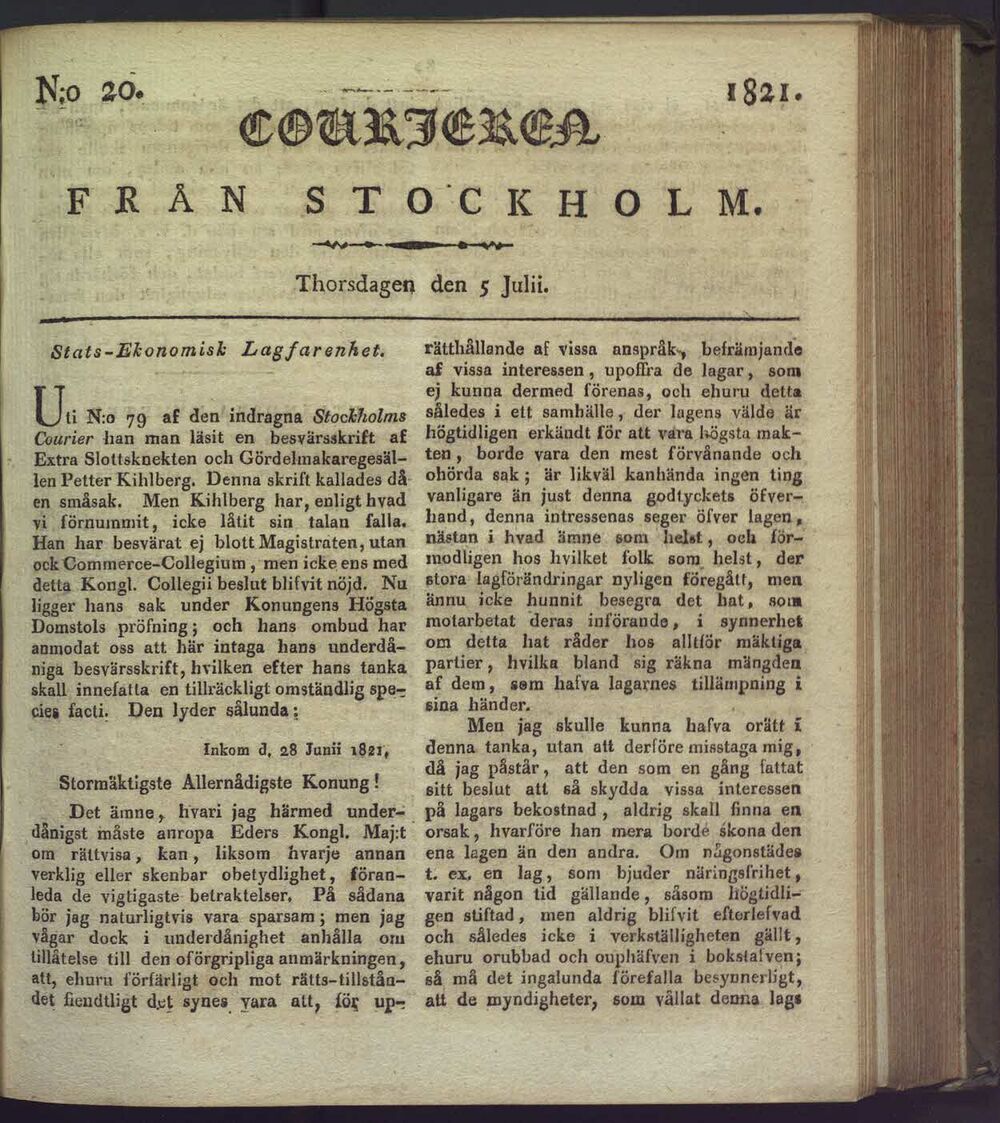 N:o 20.
1821.
COURJEREN
FRÅN STOCKHOLM.
Thorsdagen den 5 Julii.
Stats-Ekonomisk Lagfarenhet.
Uti N:o 79 af den indragna Stockholms
Courier han man läsit en besvärsskrift af
Extra Slottsknekten och Gördelmakaregesäl-
len Petter Kihlberg. Denna skrift kallades då
en småsak. Men Kihlberg har, enligt hvad
vi förnummit, icke låtit sin talan falla.
Han har besvärat ej blott Magistraten, utan
ock Commerce-Collegium, men icke ens med
detta Kongl. Collegii beslut blifvit nöjd. Nu
ligger hans sak under Konungens Högsta
Domstols pröfning; och hans ombud har
anmodat oss att här intaga hans underdå-
niga besvärsskrift, hvilken efter hans tanka
skall innefatta en tillräckligt omständlig spe-
cies facti. Den lyder sålunda:
Inkom d. 28 Junii 1821.
Stormäktigste Allernådigste Konung!
Det ämne, hvari jag härmed under-
dånigst måste anropa Eders Kongl. Maj:t
om rättvisa, kan, liksom hvarje annan
verklig eller skenbar obetydlighet, föran-
leda de vigtigaste betraktelser. På sådana
bör jag naturligtvis vara sparsam; men jag
vågar dock i underdånighet anhålla om
tillåtelse till den oförgripliga anmärkningen,
att, ehuru förfärligt och mot rätts-tillstån-
det fiendtligt det synes vara att, för up-
rätthållande af vissa anspråk, befrämjande
af vissa interessen, upoffra de lagar, som
ej kunna dermed förenas, och ehuru detta
således i ett samhälle, der lagens välde är
högtidligen erkändt för att vara högsta mak-
ten, borde vara den mest förvånande och
ohörda sak; är likväl kanhända ingen ting
vanligare än just denna godtyckets öfver-
hand, denna intressenas seger öfver lagen,
nästan i hvad ämne som helst, och för-
modligen hos hvilket folk som helst, der
stora lagförändringar nyligen föregått, men
ännu icke hunnit besegra det hat, som
motarbetat deras införande, i synnerhet
om detta hat råder hos alltför mäktiga
partier, hvilka bland sig räkna mängden
af dem, som hafva lagarnes tillämpning i
sina händer.
Men jag skulle kunna hafva orätt i
denna tanka, utan att derföre misstaga mig,
då jag påstår, att den som en gång fattat
sitt beslut att så skydda vissa interessen
på lagars bekostnad, aldrig skall finna en
orsak, hvarföre han mera borde skona den
ena lagen än den andra. Om någonstädes
t. ex. en lag, som bjuder näringsfrihet,
varit någon tid gällande, såsom högtidli-
gen stiftad, men aldrig blifvit efterlefvad
och således icke i verkställigheten gällt,
ehuru orubbad och ouphäfven i bokstafven;
så må det ingalunda förefalla besynnerligt,
att de myndigheter, som vållat denna lags